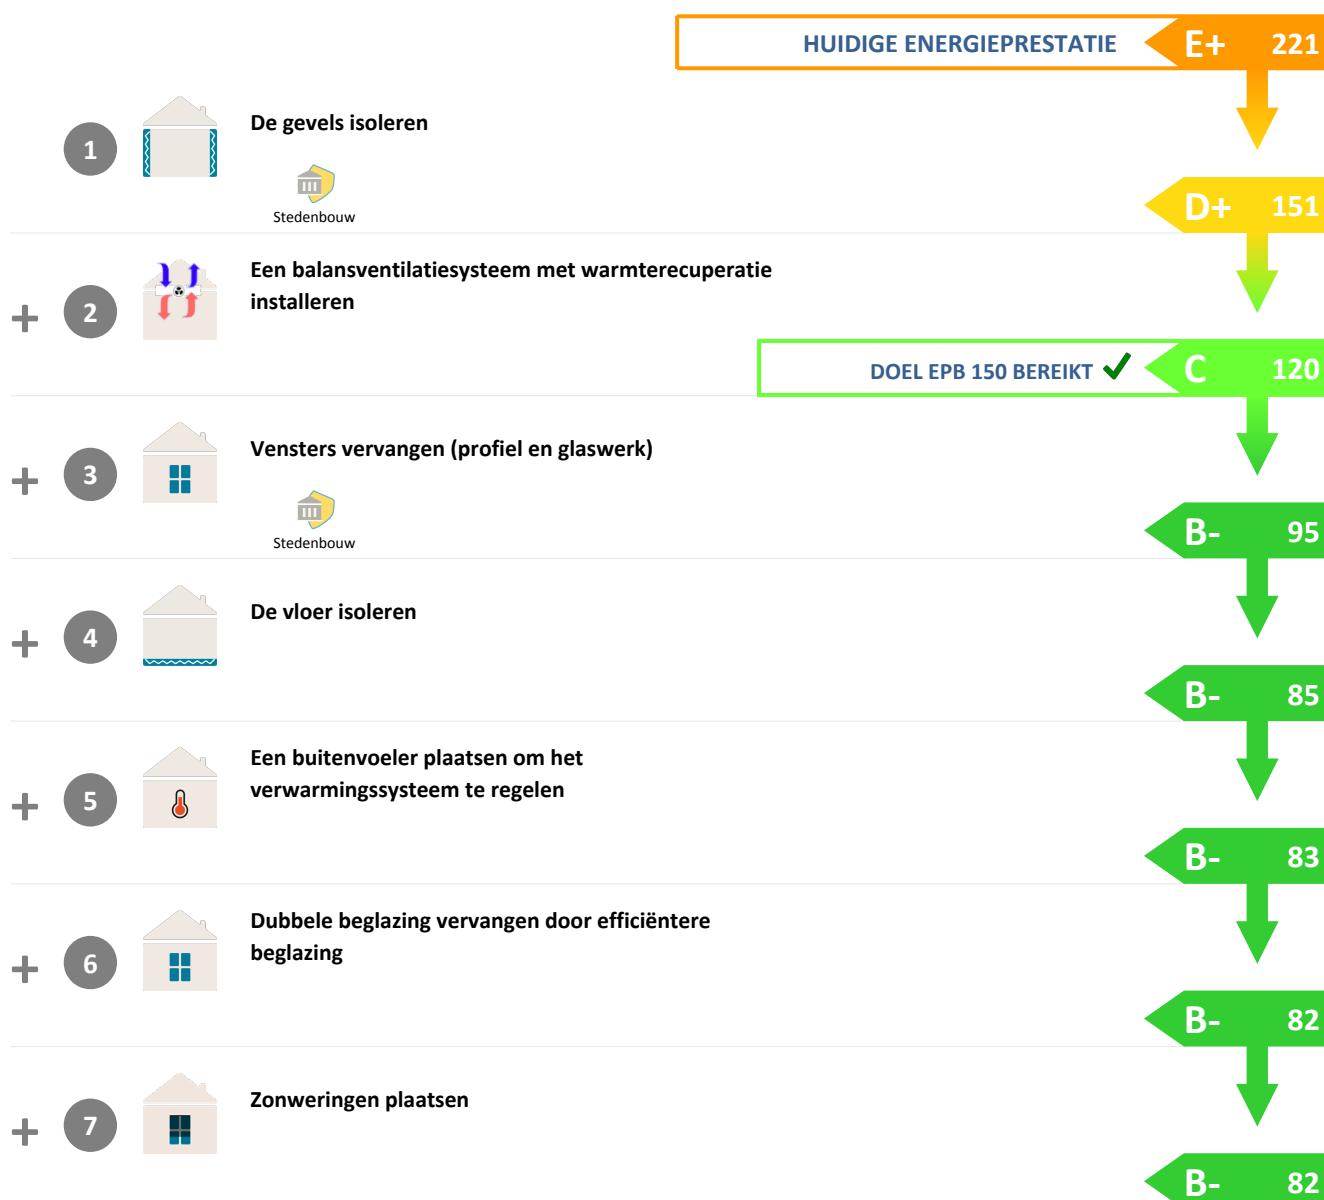 HUIDIGE ENERGIEPRESTATIE E+ 221
1 De gevels isoleren
Stedenbouw
D+ 151
+ 2 Een balansventilatiesysteem met warmterecuperatie
installeren
DOEL EPB 150 BEREIKT ✓ C 120
+ 3 Vensters vervangen (profiel en glaswerk)
Stedenbouw
B- 95
+ 4 De vloer isoleren
B- 85
+ 5 Een buitenvoeler plaatsen om het
verwarmingssysteem te regelen
B- 83
+ 6 Dubbele beglazing vervangen door efficiëntere
beglazing
B- 82
+ 7 Zonweringen plaatsen
B- 82